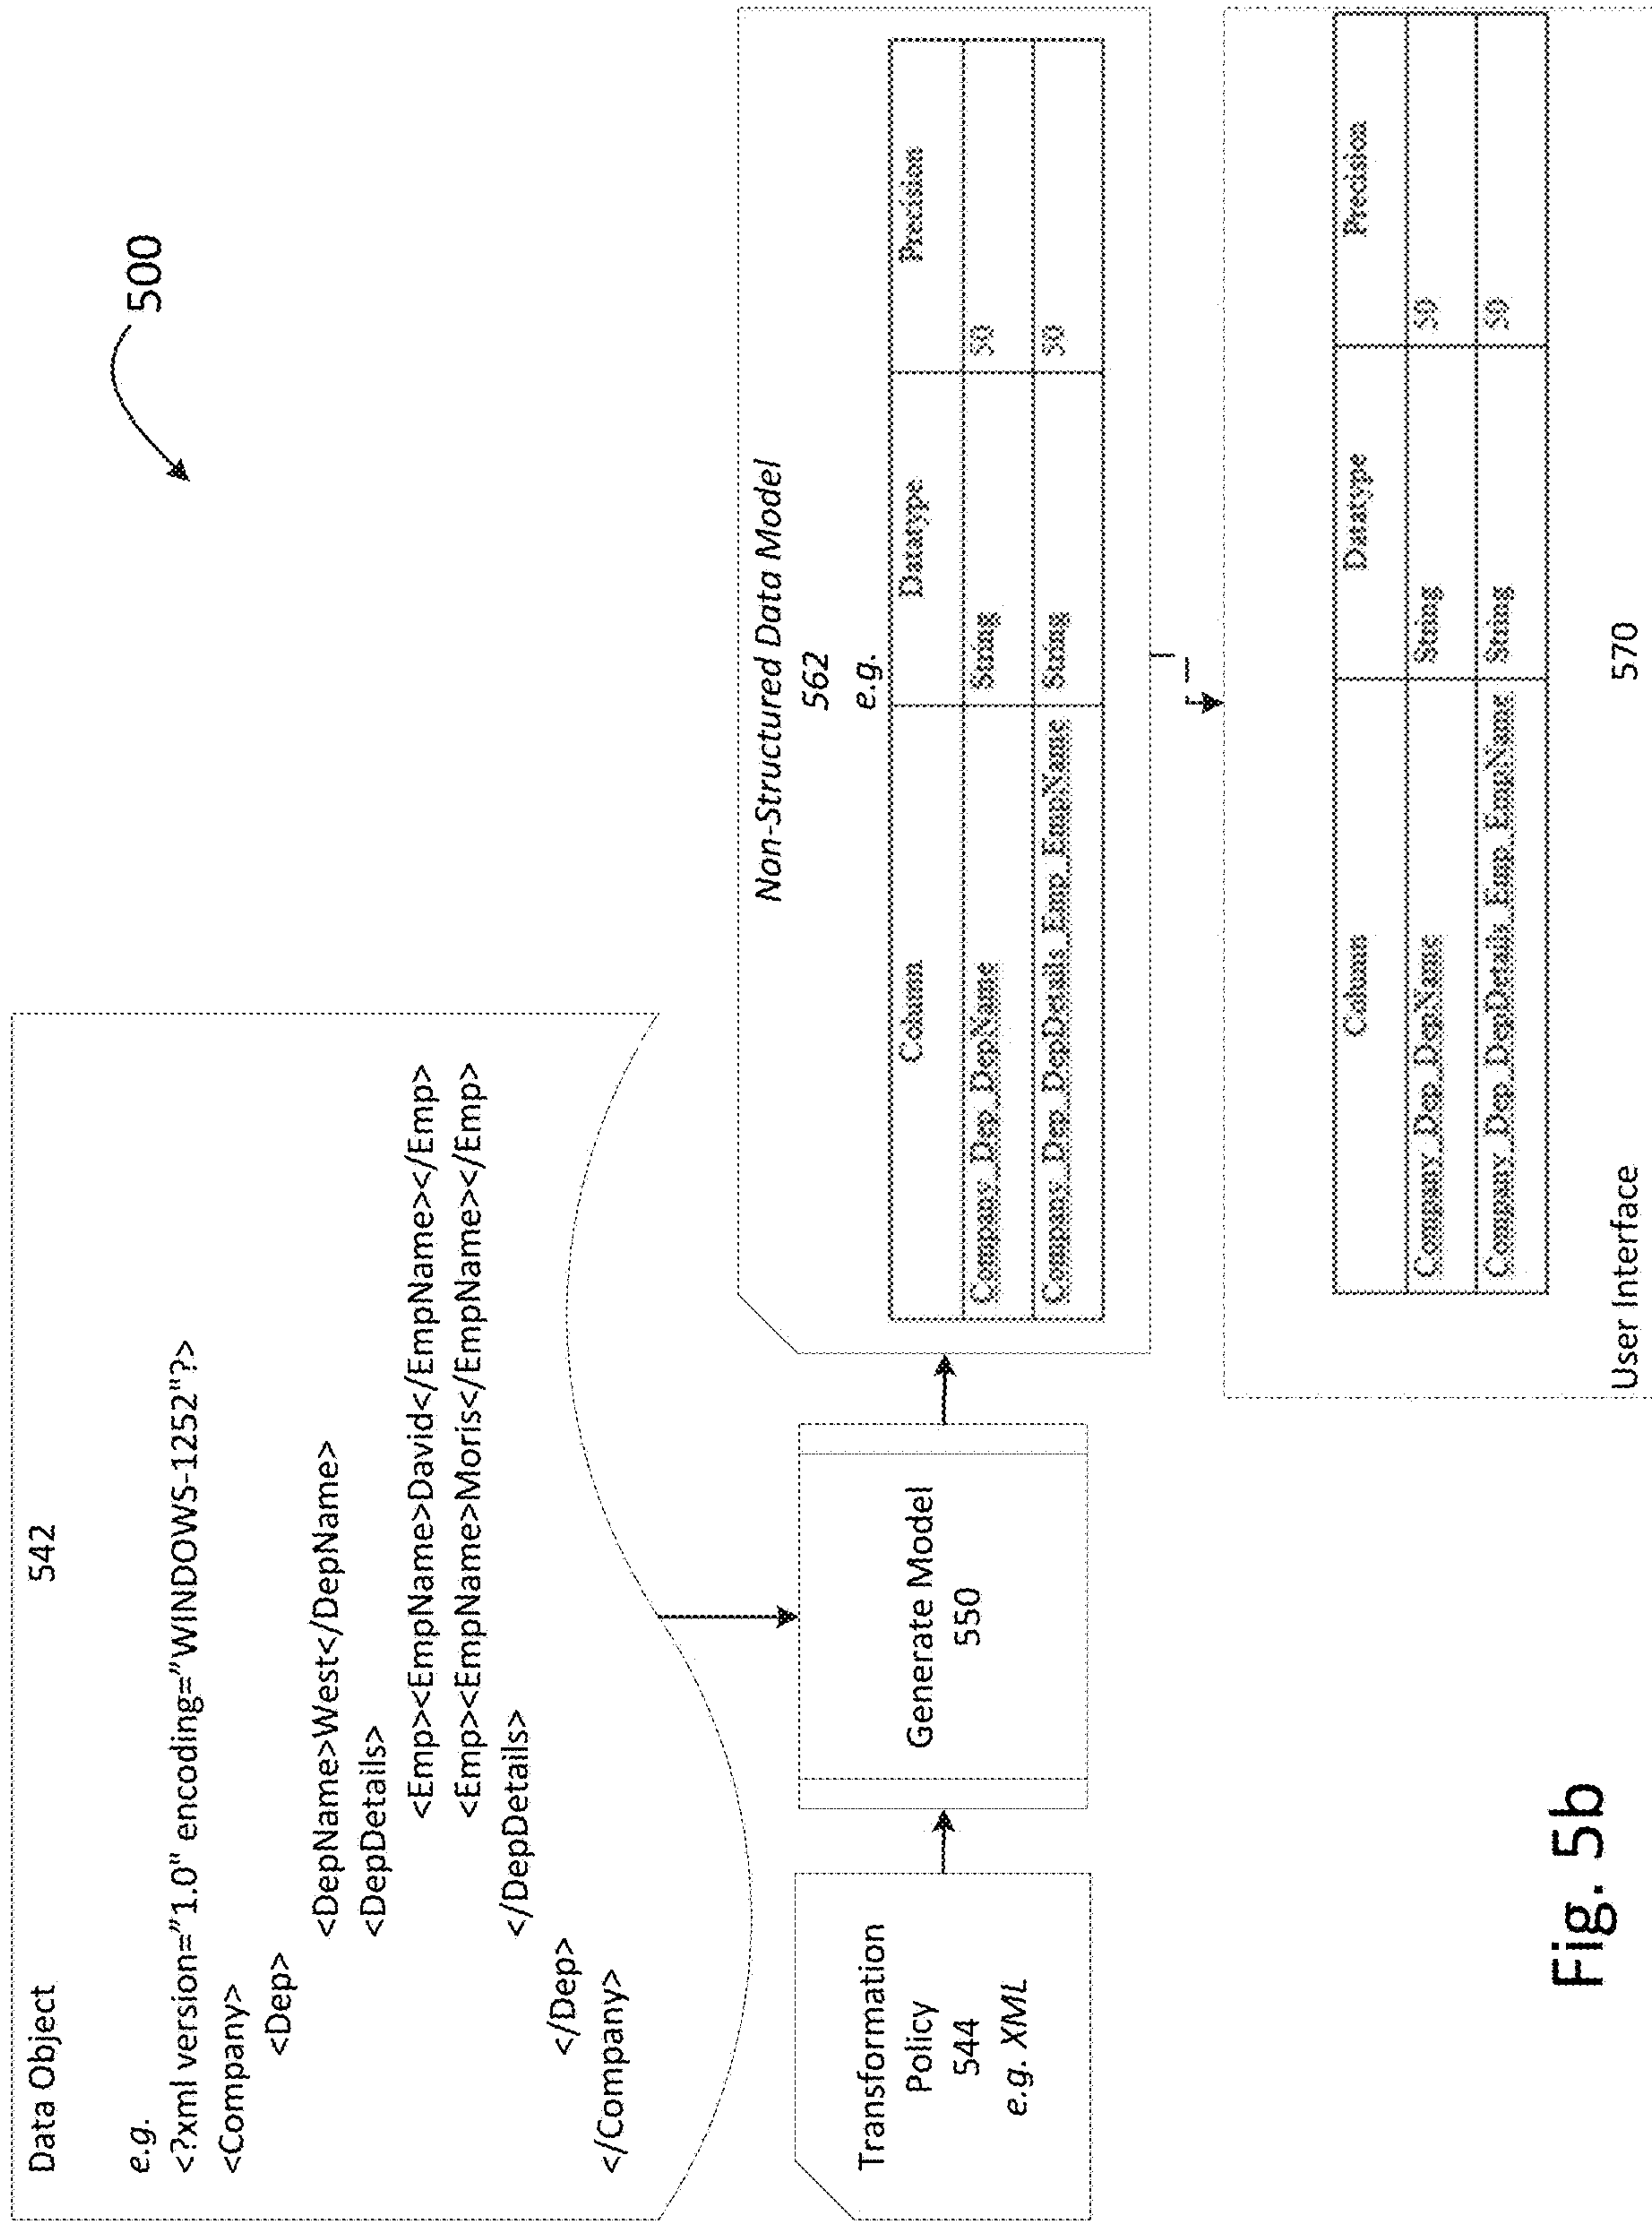 500
Data Object
542
e.g.
<?xml version="1.0" encoding="WINDOWS-1252"?>
<Company>
<Dep>
<DepName>West</DepName>
<DepDetails>
<Emp><EmpName>David</EmpName></Emp>
<Emp><EmpName>Moris</EmpName></Emp>
</DepDetails>
</Dep>
</Company>
Transformation
Policy
544
e.g. XML
Generate Model
550
Non-Structured Data Model
562
e.g.
Column Datatype Precision
Company_Dep_DepName String 50
Company_Dep_DepDetails_Emp_EmpName String 50
Column Datatype Precision
Company_Dep_DepName String 50
Company_Dep_DepDetails_Emp_EmpName String 50
User Interface 570
Fig. 5b